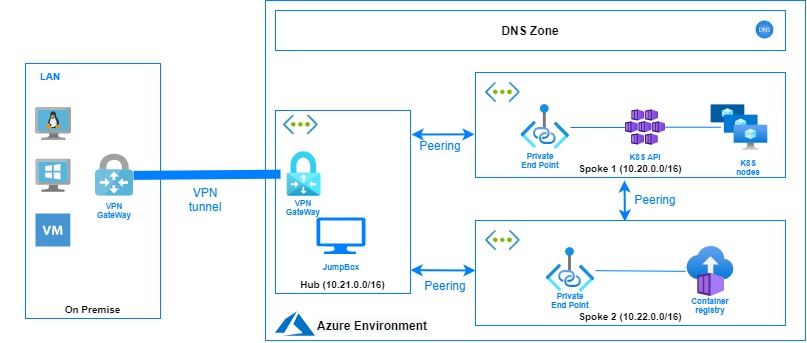 DNS Zone
DNS
LAN
VM
VPN
GateWay
On Premise
VPN
tunnel
VPN
GateWay
JumpBox
Hub (10.21.0.0/16)
Peering
Peering
Private
End Point
K8S API
K8S
nodes
Spoke 1 (10.20.0.0/16)
Peering
Private
End Point
Container
registry
Spoke 2 (10.22.0.0/16)
Azure Environment